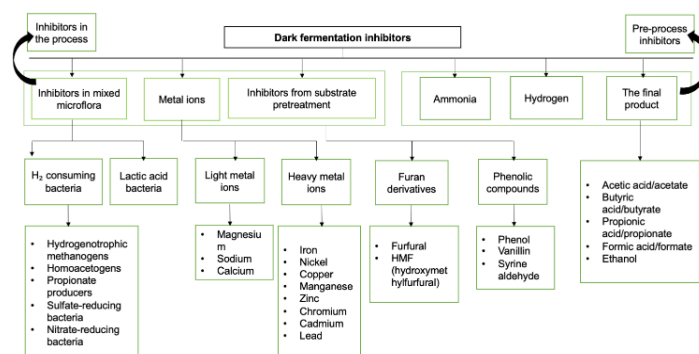 Inhibitors in
the process
Dark fermentation inhibitors
Pre-process
inhibitors
Inhibitors in mixed
microflora
Metal ions
Inhibitors from substrate
pretreatment
Ammonia
Hydrogen
The final
product
H₂ consuming
bacteria
Lactic acid
bacteria
Light metal
ions
Heavy metal
ions
Furan
derivatives
Phenolic
compounds
• Acetic acid/acetate
• Butyric
acid/butyrate
• Propionic
acid/propionate
• Formic acid/formate
• Ethanol
• Hydrogenotrophic
methanogens
• Homoacetogens
• Propionate
producers
• Sulfate-reducing
bacteria
• Nitrate-reducing
bacteria
• Magnesiu
m
• Sodium
• Calcium
• Iron
• Nickel
• Copper
• Manganese
• Zinc
• Chromium
• Cadmium
• Lead
• Furfural
• HMF
(hydroxymet
hylfurfural)
• Phenol
• Vanillin
• Syrine
aldehyde